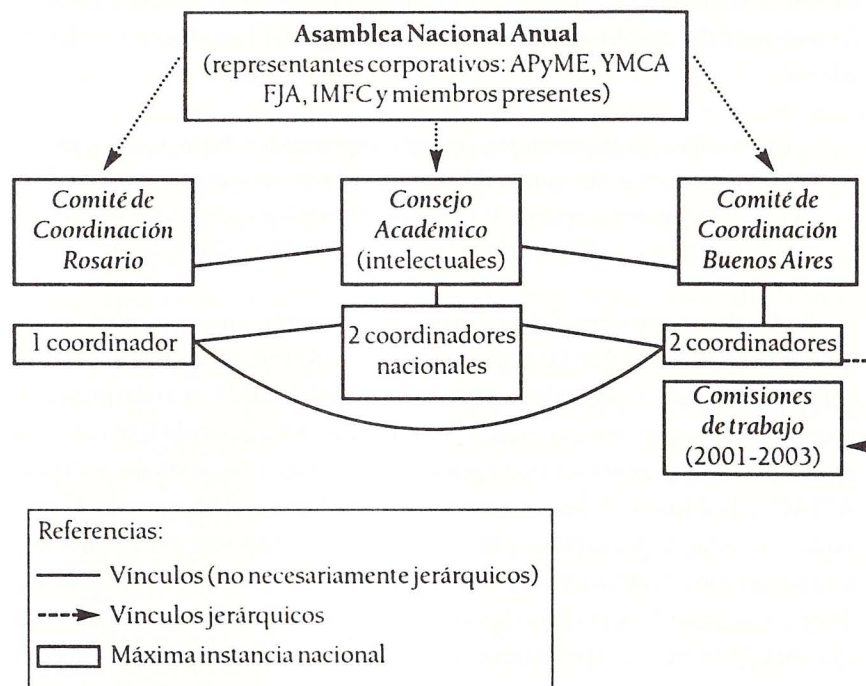 Asamblea Nacional Anual
(representantes corporativos: APyME, YMCA
FJA, IMFC y miembros presentes)
Comité de
Coordinación
Rosario
Consejo
Académico
(intelectuales)
Comité de
Coordinación
Buenos Aires
1 coordinador
2 coordinadores
nacionales
2 coordinadores
Comisiones
de trabajo
(2001-2003)
Referencias:
Vínculos (no necesariamente jerárquicos)
Vínculos jerárquicos
Máxima instancia nacional